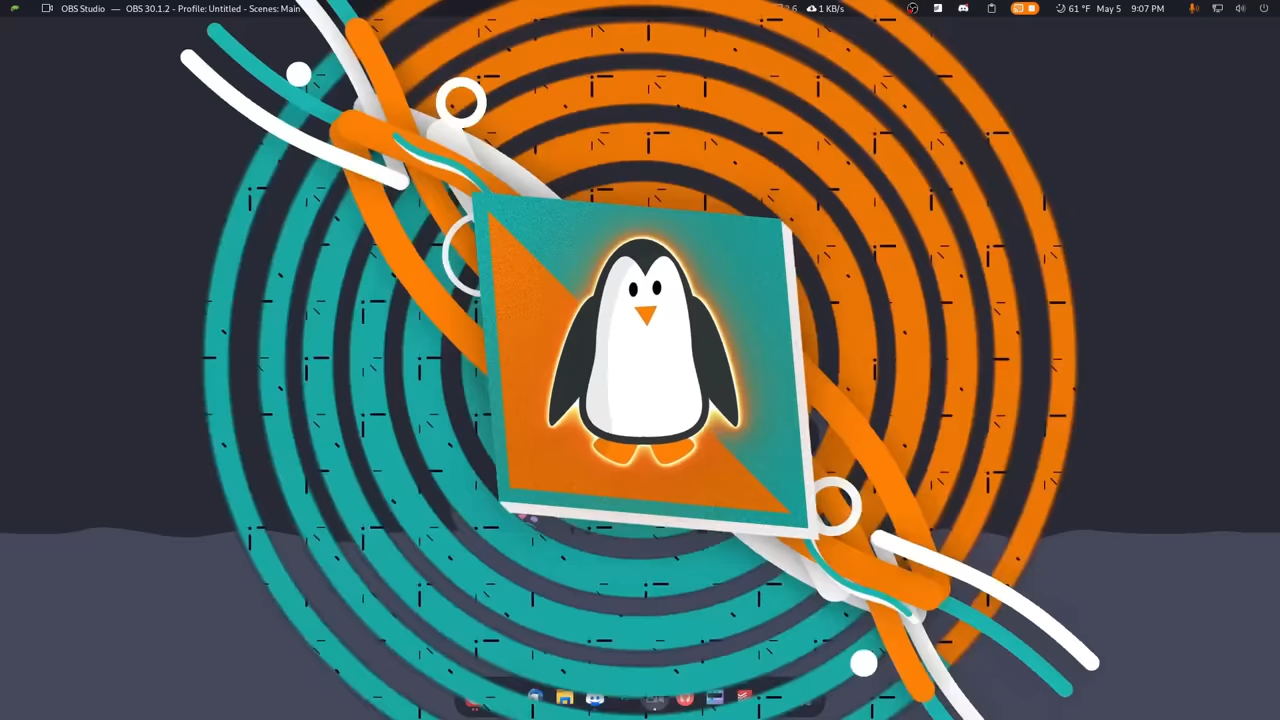 OBS Studio — OBS 30.1.2 - Profile: Untitled - Scenes: Main
1 KB/s
61 °F May 5 9:07 PM